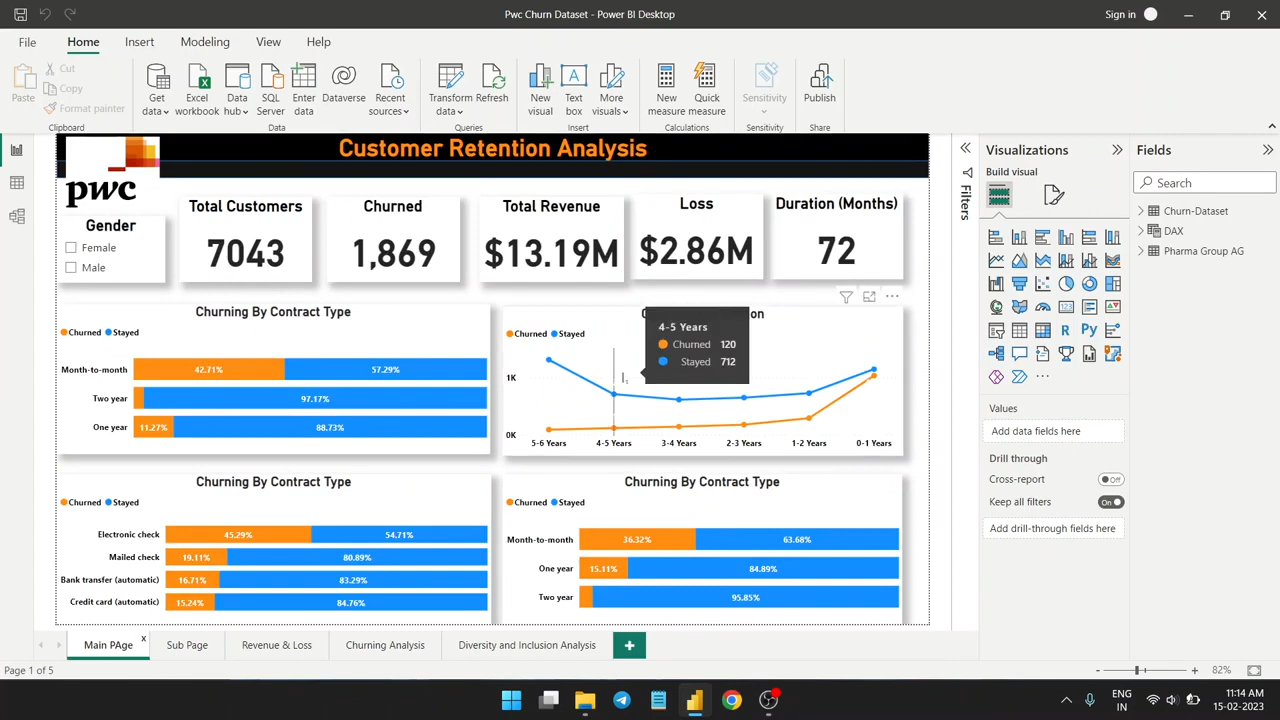 Pwc Churn Dataset - Power BI Desktop
Sign in
File
Home
Insert
Modeling
View
Help
Paste
Cut
Copy
Format painter
Clipboard
Get data
Excel workbook
Data hub
SQL Server
Enter data
Dataverse
Recent sources
Data
Transform data
Refresh
Queries
New visual
Text box
More visuals
Insert
New measure
Quick measure
Calculations
Sensitivity
Sensitivity
Publish
Share
pwc
Customer Retention Analysis
Gender
Female
Male
Total Customers
7043
Churned
1,869
Total Revenue
$13.19M
Loss
$2.86M
Duration (Months)
72
Churning By Contract Type
Churned Stayed
Month-to-month 42.71% 57.29%
Two year 97.17%
One year 11.27% 88.73%
Churned Stayed
4-5 Years
Churned 120
Stayed 712
1K
0K
5-6 Years 4-5 Years 3-4 Years 2-3 Years 1-2 Years 0-1 Years
Churning By Contract Type
Churned Stayed
Electronic check 45.29% 54.71%
Mailed check 19.11% 80.89%
Bank transfer (automatic) 16.71% 83.29%
Credit card (automatic) 15.24% 84.76%
Churning By Contract Type
Churned Stayed
Month-to-month 36.32% 63.68%
One year 15.11% 84.89%
Two year 95.85%
Filters
Visualizations
Build visual
R Py
Values
Add data fields here
Drill through
Cross-report Off
Keep all filters On
Add drill-through fields here
Fields
Search
Churn-Dataset
DAX
Pharma Group AG
Main PAge x
Sub Page
Revenue & Loss
Churning Analysis
Diversity and Inclusion Analysis
+
Page 1 of 5
- + 82%
ENG
IN
11:14 AM
15-02-2023